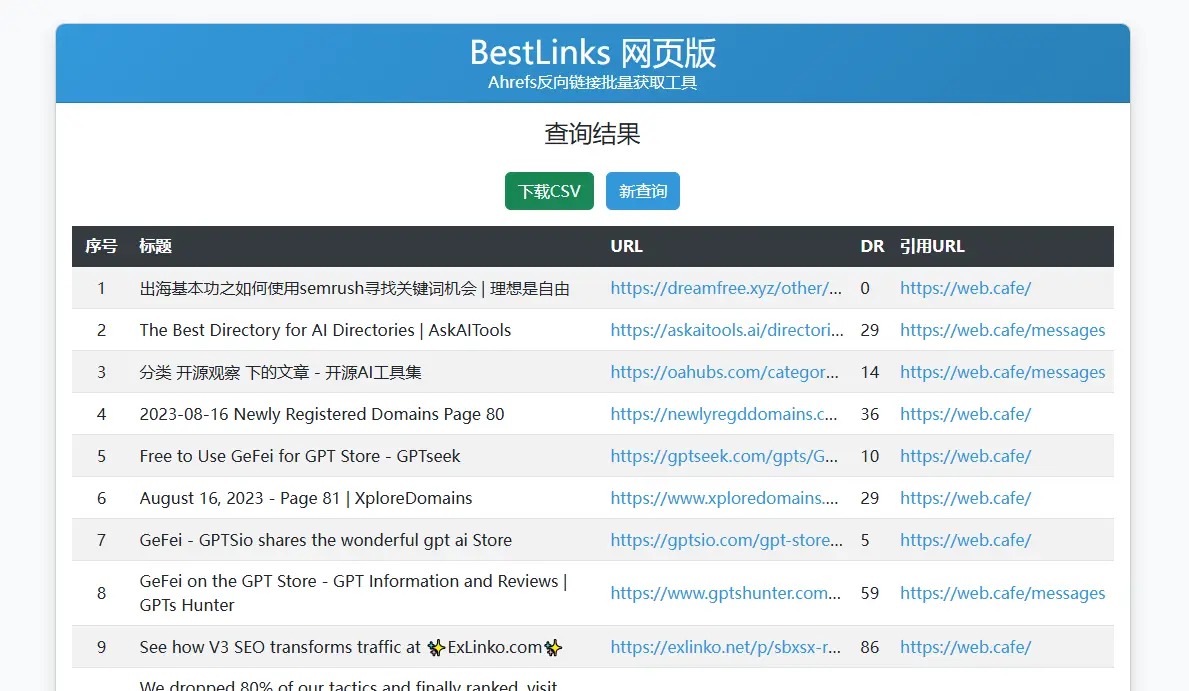 BestLinks 网页版
Ahrefs反向链接批量获取工具
查询结果
下载CSV 新查询
序号 标题 URL DR 引用URL
1 出海基本功之如何使用semrush寻找关键词机会 | 理想是自由 https://dreamfree.xyz/other/... 0 https://web.cafe/
2 The Best Directory for AI Directories | AskAITools https://askaitools.ai/directori... 29 https://web.cafe/messages
3 分类 开源观察 下的文章 - 开源AI工具集 https://oahubs.com/categor... 14 https://web.cafe/messages
4 2023-08-16 Newly Registered Domains Page 80 https://newlyregddomains.c... 36 https://web.cafe/
5 Free to Use GeFei for GPT Store - GPTseek https://gptseek.com/gpts/G... 10 https://web.cafe/
6 August 16, 2023 - Page 81 | XploreDomains https://www.xploredomains.... 29 https://web.cafe/
7 GeFei - GPTSio shares the wonderful gpt ai Store https://gptsio.com/gpt-store... 5 https://web.cafe/
8 GeFei on the GPT Store - GPT Information and Reviews |
GPTs Hunter https://www.gptshunter.com... 59 https://web.cafe/messages
9 See how V3 SEO transforms traffic at ✨ExLinko.com✨ https://exlinko.net/p/sbxsx-r... 86 https://web.cafe/
We dropped 80% of our tactics and finally ranked, visit